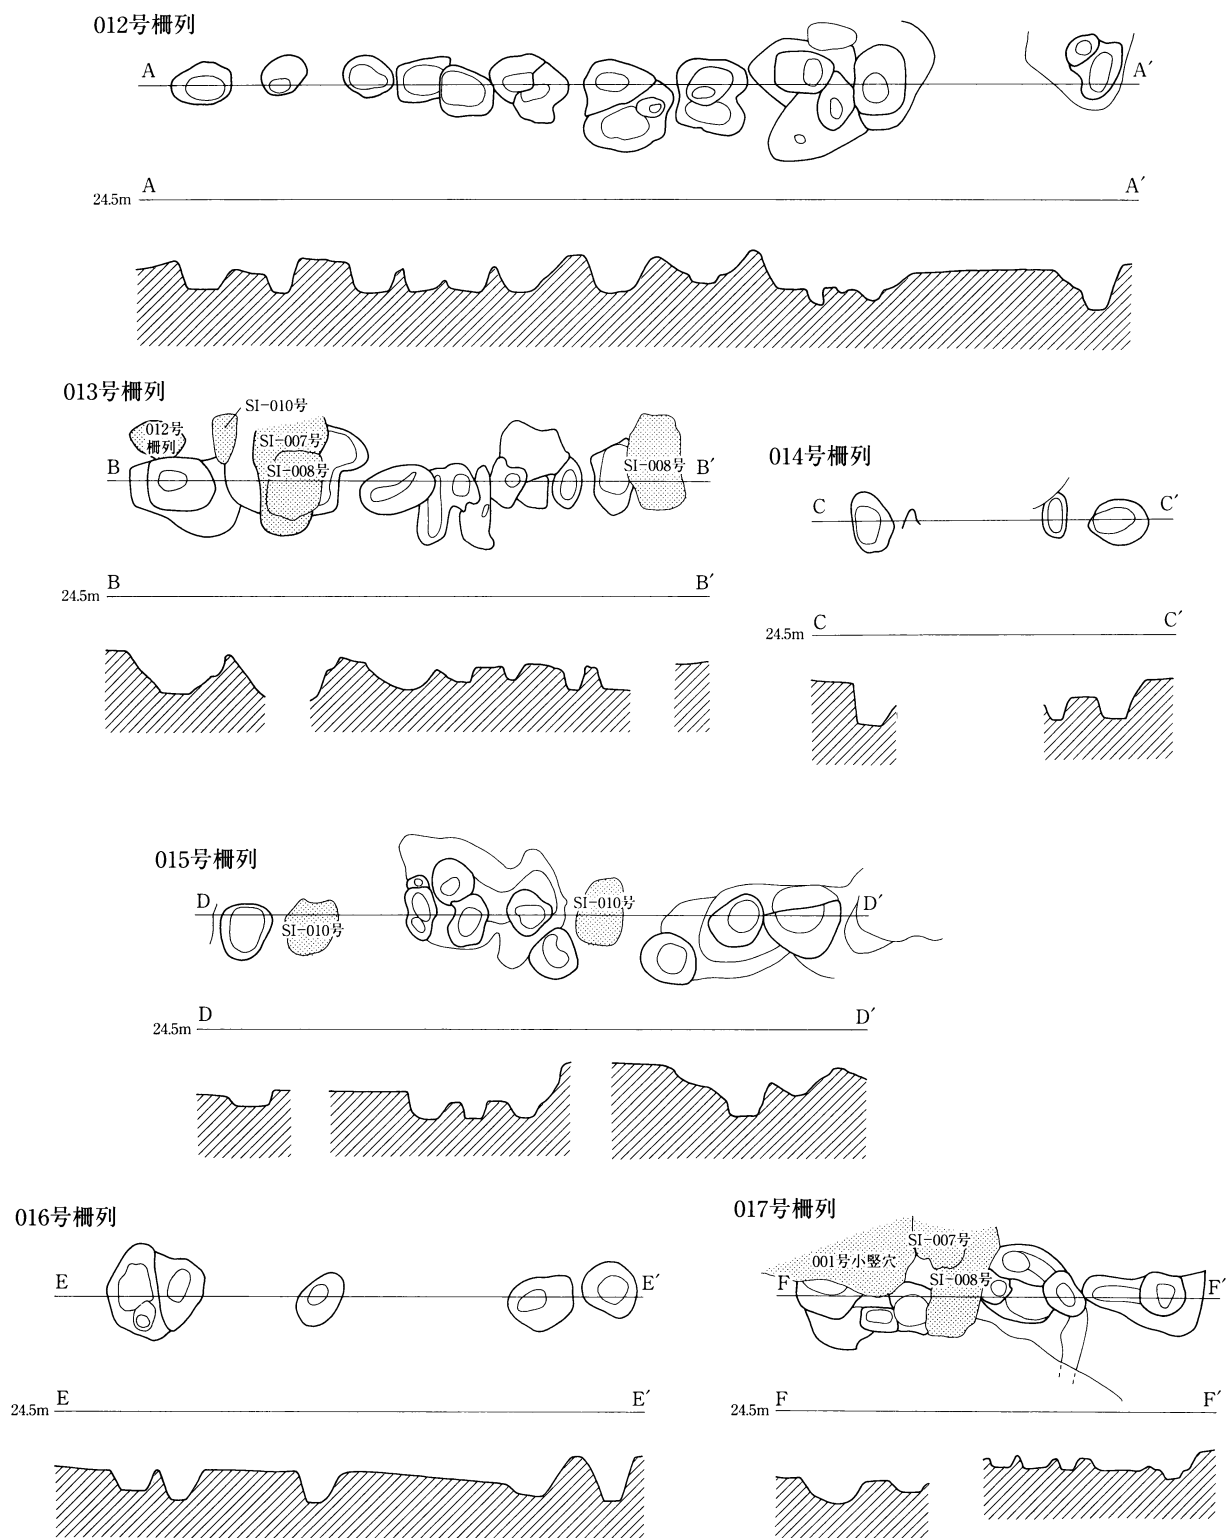 012号柵列
A A′
24.5m A A′
013号柵列
SI-010号
012号
柵列
SI-007号
SI-008号
SI-008号
B B′
24.5m B B′
014号柵列
C C′
24.5m C C′
015号柵列
D SI-010号 SI-010号 D′
24.5m D D′
016号柵列
E E′
24.5m E E′
017号柵列
SI-007号
001号小竪穴
SI-008号
F F′
24.5m F F′